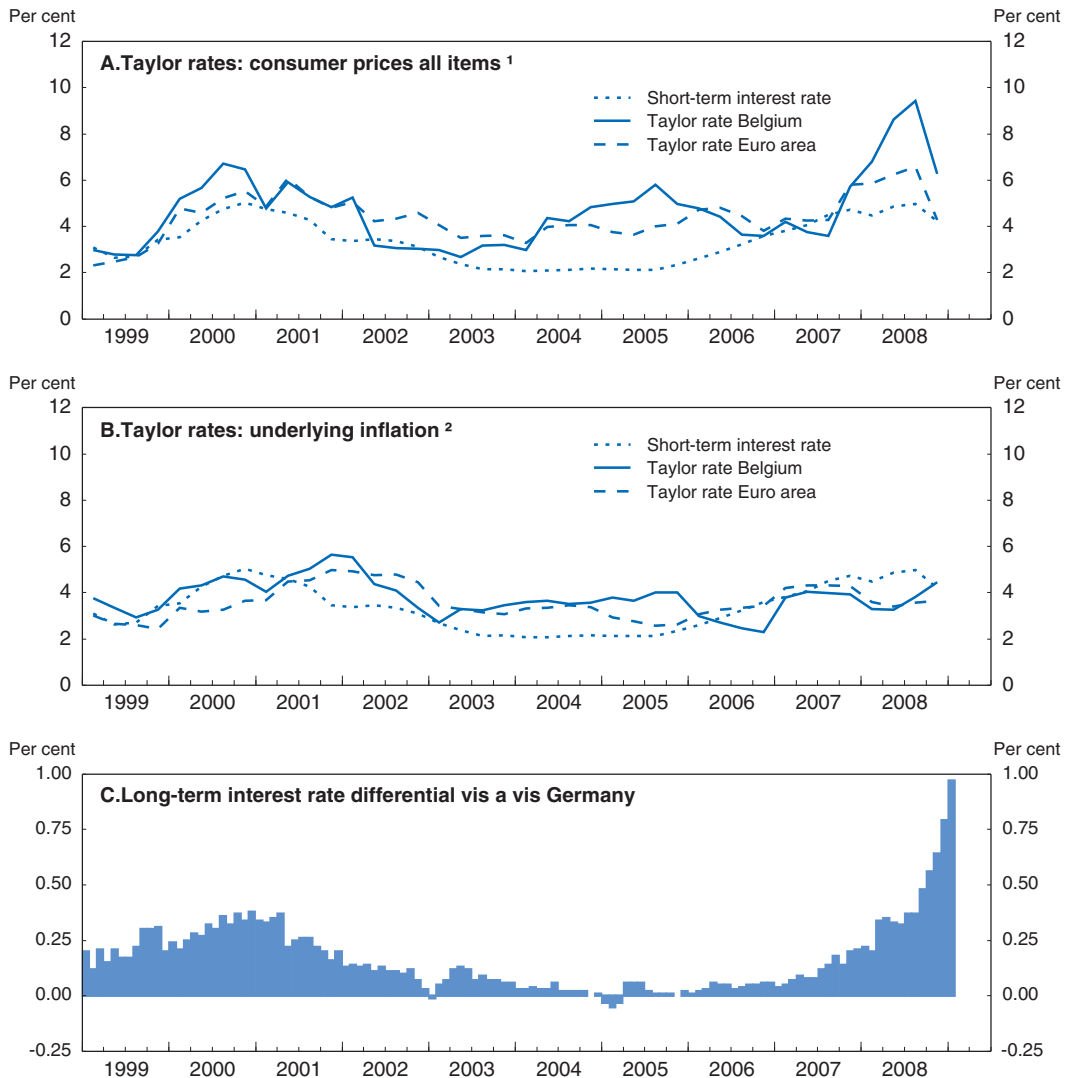 Per cent Per cent
12 12
A.Taylor rates: consumer prices all items ¹
10 10
Short-term interest rate
Taylor rate Belgium
8 8
Taylor rate Euro area
6 6
4 4
2 2
0 0
1999 2000 2001 2002 2003 2004 2005 2006 2007 2008
Per cent Per cent
12 12
B.Taylor rates: underlying inflation ²
Short-term interest rate
10 10
Taylor rate Belgium
Taylor rate Euro area
8 8
6 6
4 4
2 2
0 0
1999 2000 2001 2002 2003 2004 2005 2006 2007 2008
Per cent Per cent
1.00 1.00
C.Long-term interest rate differential vis a vis Germany
0.75 0.75
0.50 0.50
0.25 0.25
0.00 0.00
-0.25 -0.25
1999 2000 2001 2002 2003 2004 2005 2006 2007 2008